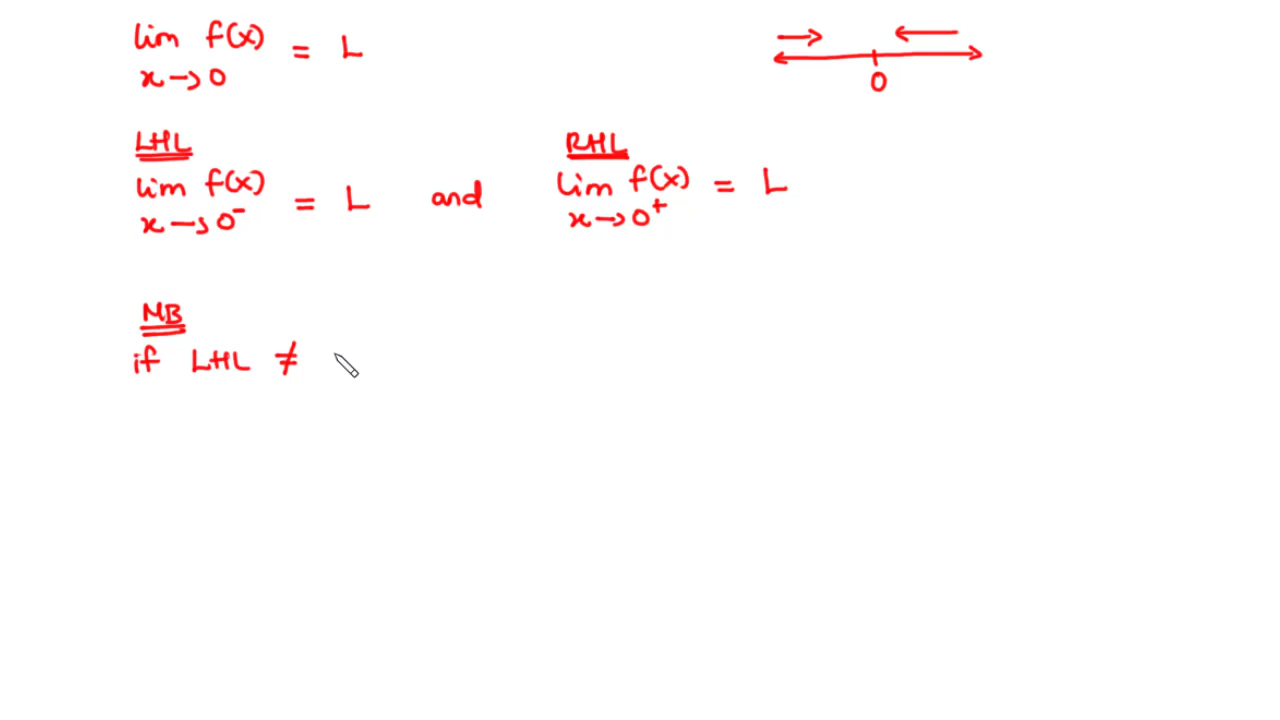 lim f(x) = L
x→0
0
LHL
RHL
lim f(x) = L and lim f(x) = L
x→0⁻
x→0⁺
NB
if LHL ≠